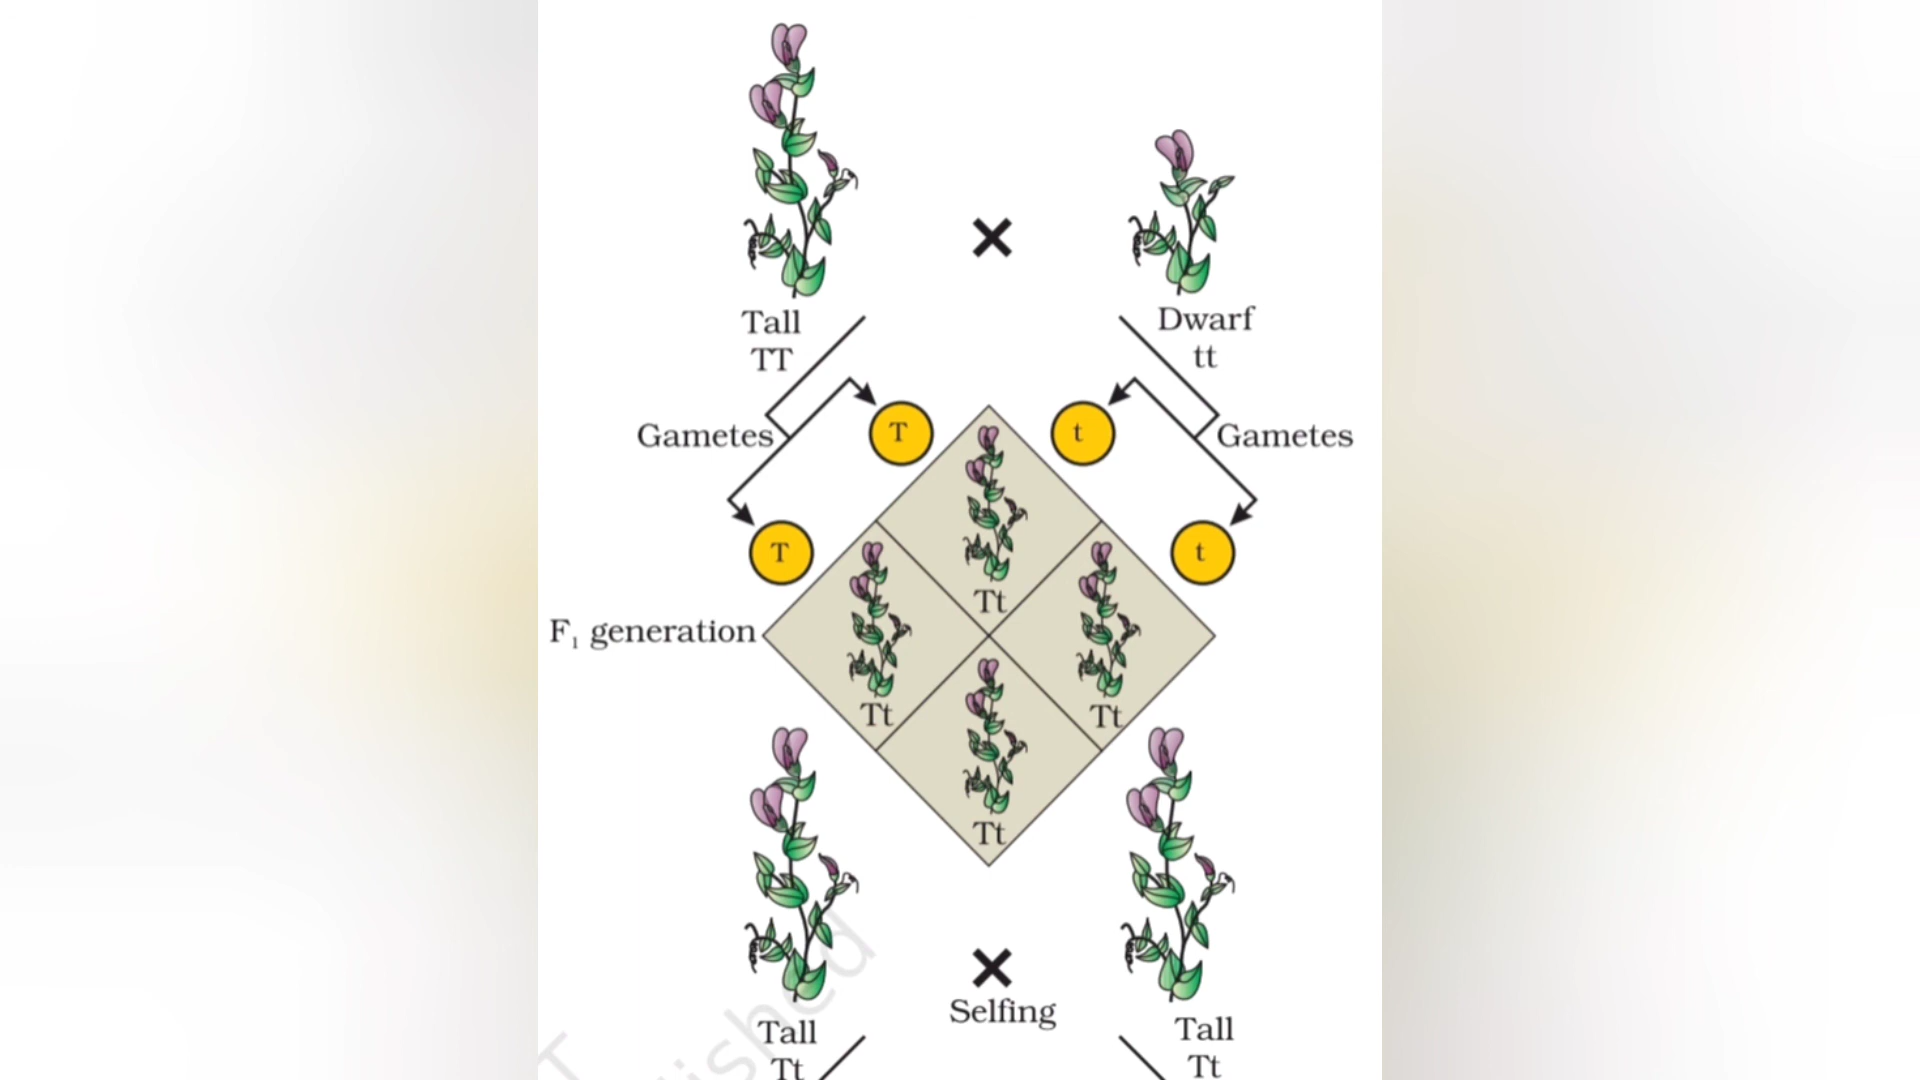 Tall
TT
Dwarf
tt
Gametes
T
t
Gametes
T
t
Tt
F₁ generation
Tt
Tt
Tt
Selfing
Tall
Tt
Tall
Tt